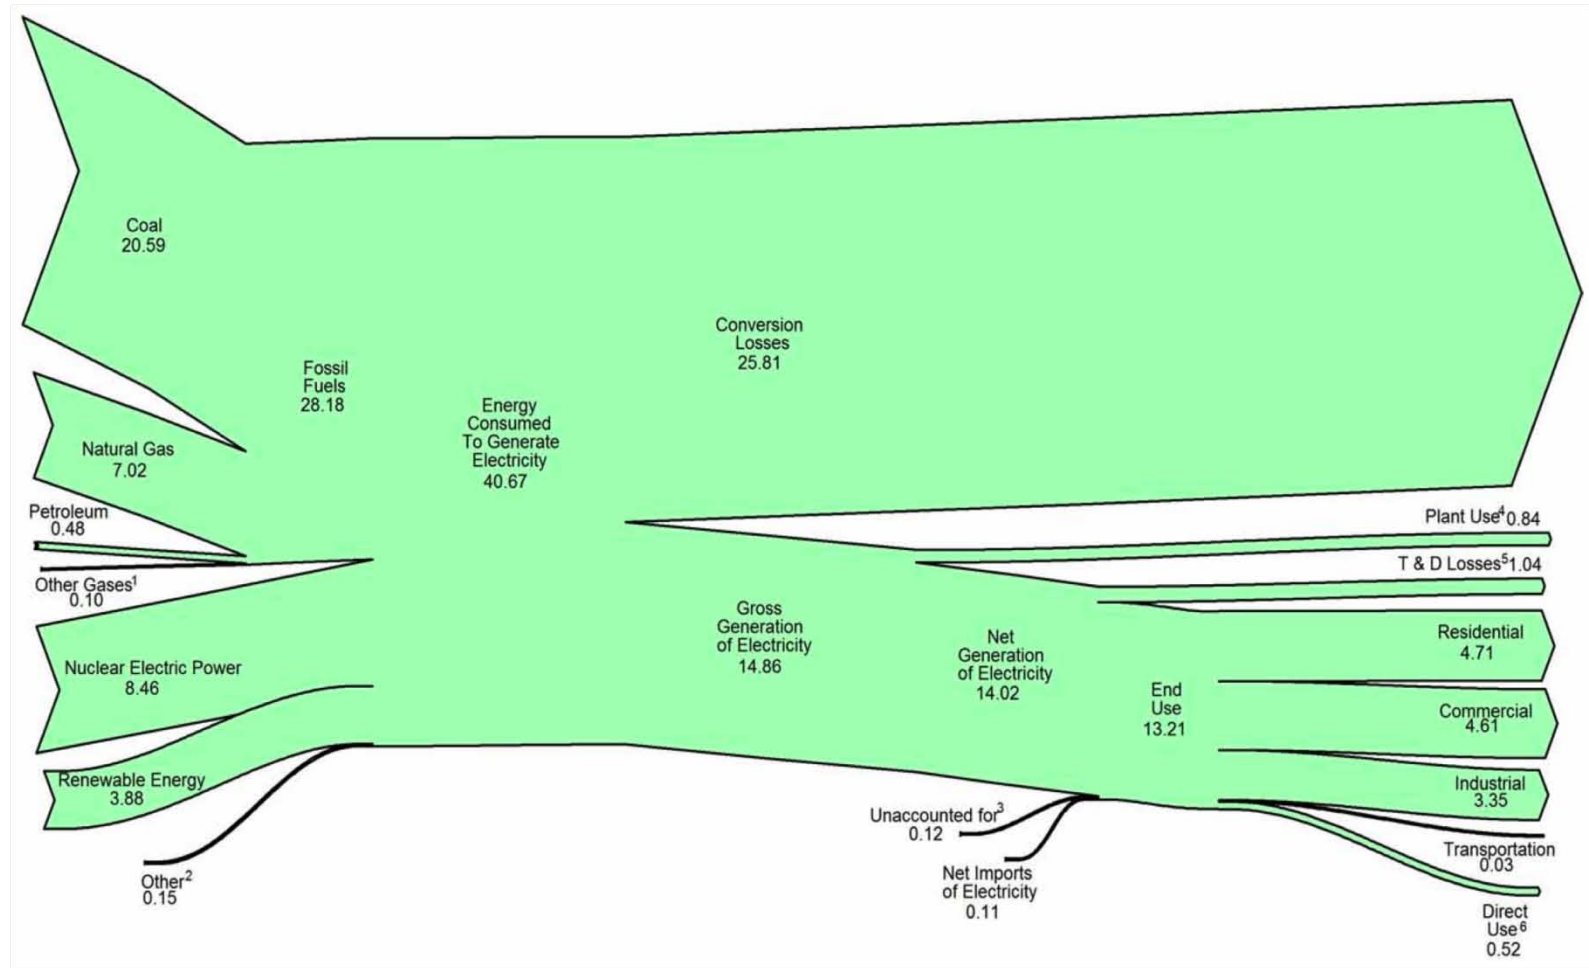 Coal
20.59
Natural Gas
7.02
Petroleum
0.48
Other Gases¹
0.10
Nuclear Electric Power
8.46
Renewable Energy
3.88
Other²
0.15
Fossil
Fuels
28.18
Energy
Consumed
To Generate
Electricity
40.67
Conversion
Losses
25.81
Gross
Generation
of Electricity
14.86
Net
Generation
of Electricity
14.02
Unaccounted for³
0.12
Net Imports
of Electricity
0.11
End
Use
13.21
Plant Use⁴ 0.84
T & D Losses⁵ 1.04
Residential
4.71
Commercial
4.61
Industrial
3.35
Transportation
0.03
Direct
Use⁶
0.52